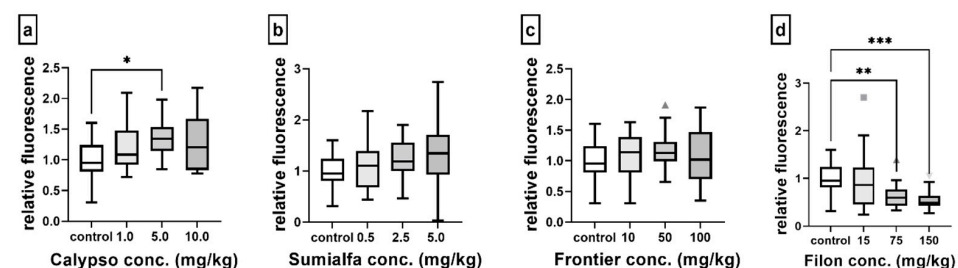 a
*
relative fluorescence
2.5
2.0
1.5
1.0
0.5
0.0
control 1.0 5.0 10.0
Calypso conc. (mg/kg)
b
relative fluorescence
3
2
1
0
control 0.5 2.5 5.0
Sumialfa conc. (mg/kg)
c
relative fluorescence
2.5
2.0
1.5
1.0
0.5
0.0
control 10 50 100
Frontier conc. (mg/kg)
d
***
**
relative fluorescence
3
2
1
0
control 15 75 150
Filon conc. (mg/kg)